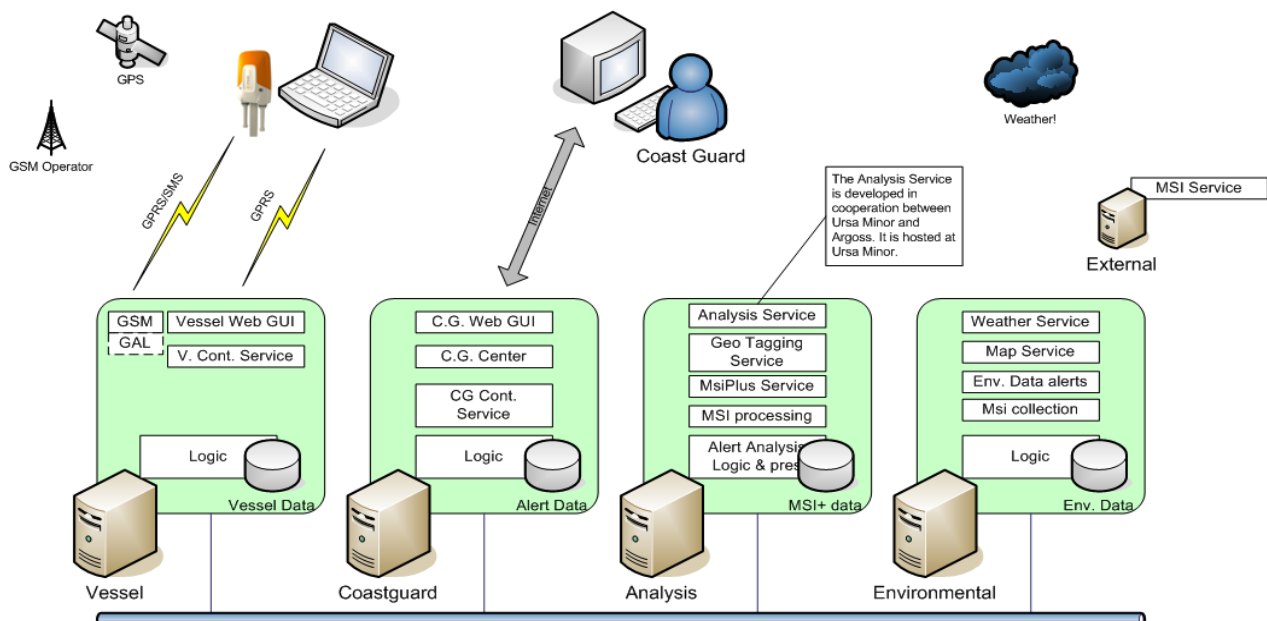 GPS
GSM Operator
GPRS/SMS
GPRS
Internet
Coast Guard
Weather!
The Analysis Service
is developed in
cooperation between
Ursa Minor and
Argoss. It is hosted at
Ursa Minor.
MSI Service
External
GSM
GAL
Vessel Web GUI
V. Cont. Service
Logic
Vessel Data
Vessel
C.G. Web GUI
C.G. Center
CG Cont.
Service
Logic
Alert Data
Coastguard
Analysis Service
Geo Tagging
Service
MsiPlus Service
MSI processing
Alert Analysis
Logic & pres
MSI+ data
Analysis
Weather Service
Map Service
Env. Data alerts
Msi collection
Logic
Env. Data
Environmental